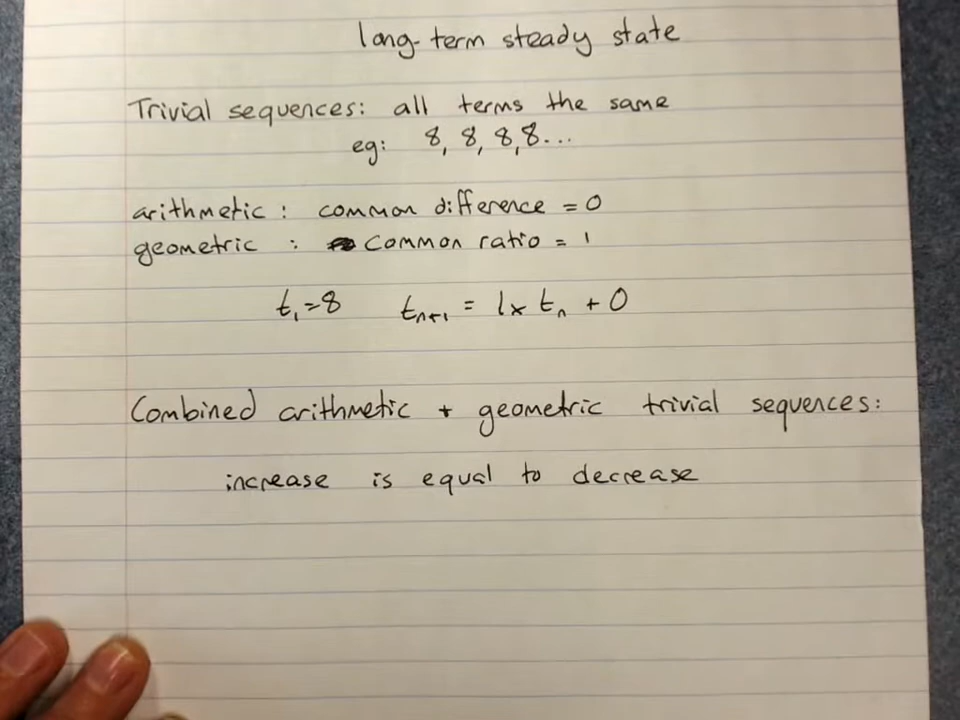 long-term steady state
Trivial sequences: all terms the same
eg: 8, 8, 8, 8...
arithmetic: common difference = 0
geometric : common ratio = 1
t₁ = 8 tₙ₊₁ = 1 x tₙ + 0
Combined arithmetic + geometric trivial sequences:
increase is equal to decrease